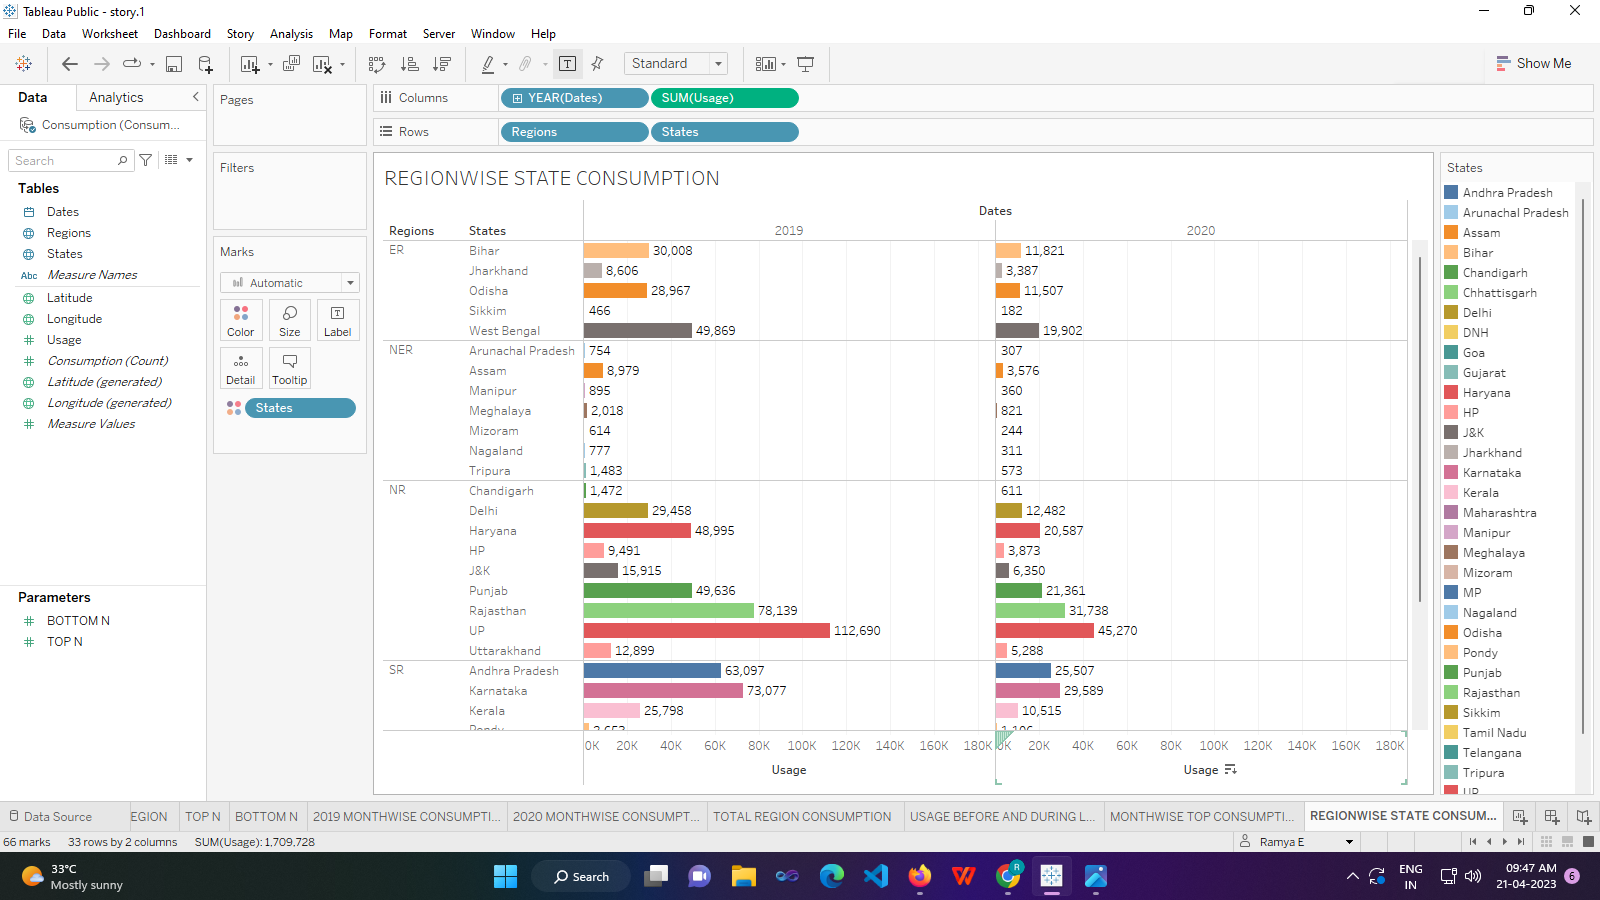 Tableau Public - story.1
File Data Worksheet Dashboard Story Analysis Map Format Server Window Help
Standard
Show Me
Data Analytics
Consumption (Consum...
Search
Tables
Dates
Regions
States
Abc Measure Names
Latitude
Longitude
Usage
Consumption (Count)
Latitude (generated)
Longitude (generated)
Measure Values
Parameters
BOTTOM N
TOP N
Pages
Filters
Marks
Automatic
Color Size Label
Detail Tooltip
States
Columns YEAR(Dates) SUM(Usage)
Rows Regions States
REGIONWISE STATE CONSUMPTION
Dates
Regions States 2019 2020
ER Bihar 30,008 11,821
Jharkhand 8,606 3,387
Odisha 28,967 11,507
Sikkim 466 182
West Bengal 49,869 19,902
NER Arunachal Pradesh 754 307
Assam 8,979 3,576
Manipur 895 360
Meghalaya 2,018 821
Mizoram 614 244
Nagaland 777 311
Tripura 1,483 573
NR Chandigarh 1,472 611
Delhi 29,458 12,482
Haryana 48,995 20,587
HP 9,491 3,873
J&K 15,915 6,350
Punjab 49,636 21,361
Rajasthan 78,139 31,738
UP 112,690 45,270
Uttarakhand 12,899 5,288
SR Andhra Pradesh 63,097 25,507
Karnataka 73,077 29,589
Kerala 25,798 10,515
Pondy
0K 20K 40K 60K 80K 100K 120K 140K 160K 180K 0K 20K 40K 60K 80K 100K 120K 140K 160K 180K
Usage Usage
States
Andhra Pradesh
Arunachal Pradesh
Assam
Bihar
Chandigarh
Chhattisgarh
Delhi
DNH
Goa
Gujarat
Haryana
HP
J&K
Jharkhand
Karnataka
Kerala
Maharashtra
Manipur
Meghalaya
Mizoram
MP
Nagaland
Odisha
Pondy
Punjab
Rajasthan
Sikkim
Tamil Nadu
Telangana
Tripura
UP
Data Source EGION TOP N BOTTOM N 2019 MONTHWISE CONSUMPTI... 2020 MONTHWISE CONSUMPT... TOTAL REGION CONSUMPTION USAGE BEFORE AND DURING L... MONTHWISE TOP CONSUMPTI... REGIONWISE STATE CONSUM...
66 marks 33 rows by 2 columns SUM(Usage): 1,709,728 Ramya E
33°C
Mostly sunny
Search
R
ENG
IN
09:47 AM
21-04-2023
6